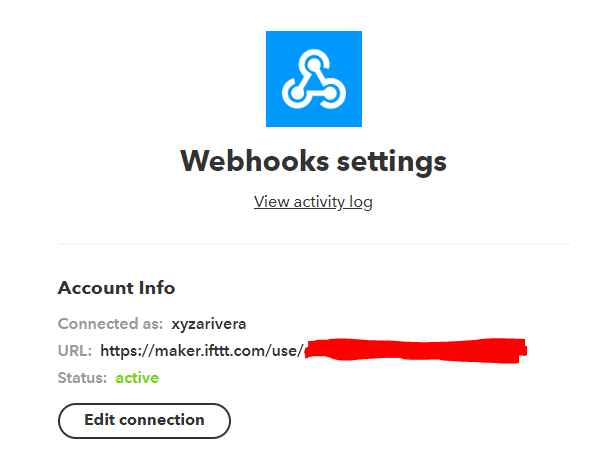 Webhooks settings
View activity log
Account Info
Connected as: xyzarivera
URL: https://maker.ifttt.com/use/
Status: active
Edit connection